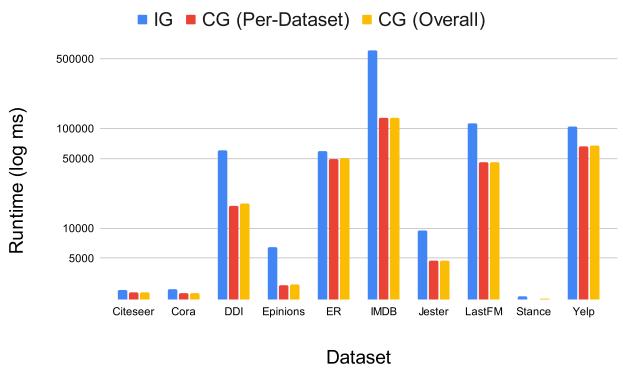 IG CG (Per-Dataset) CG (Overall)
500000
100000
50000
10000
5000
Runtime (log ms)
Citeseer Cora DDI Epinions ER IMDB Jester LastFM Stance Yelp
Dataset